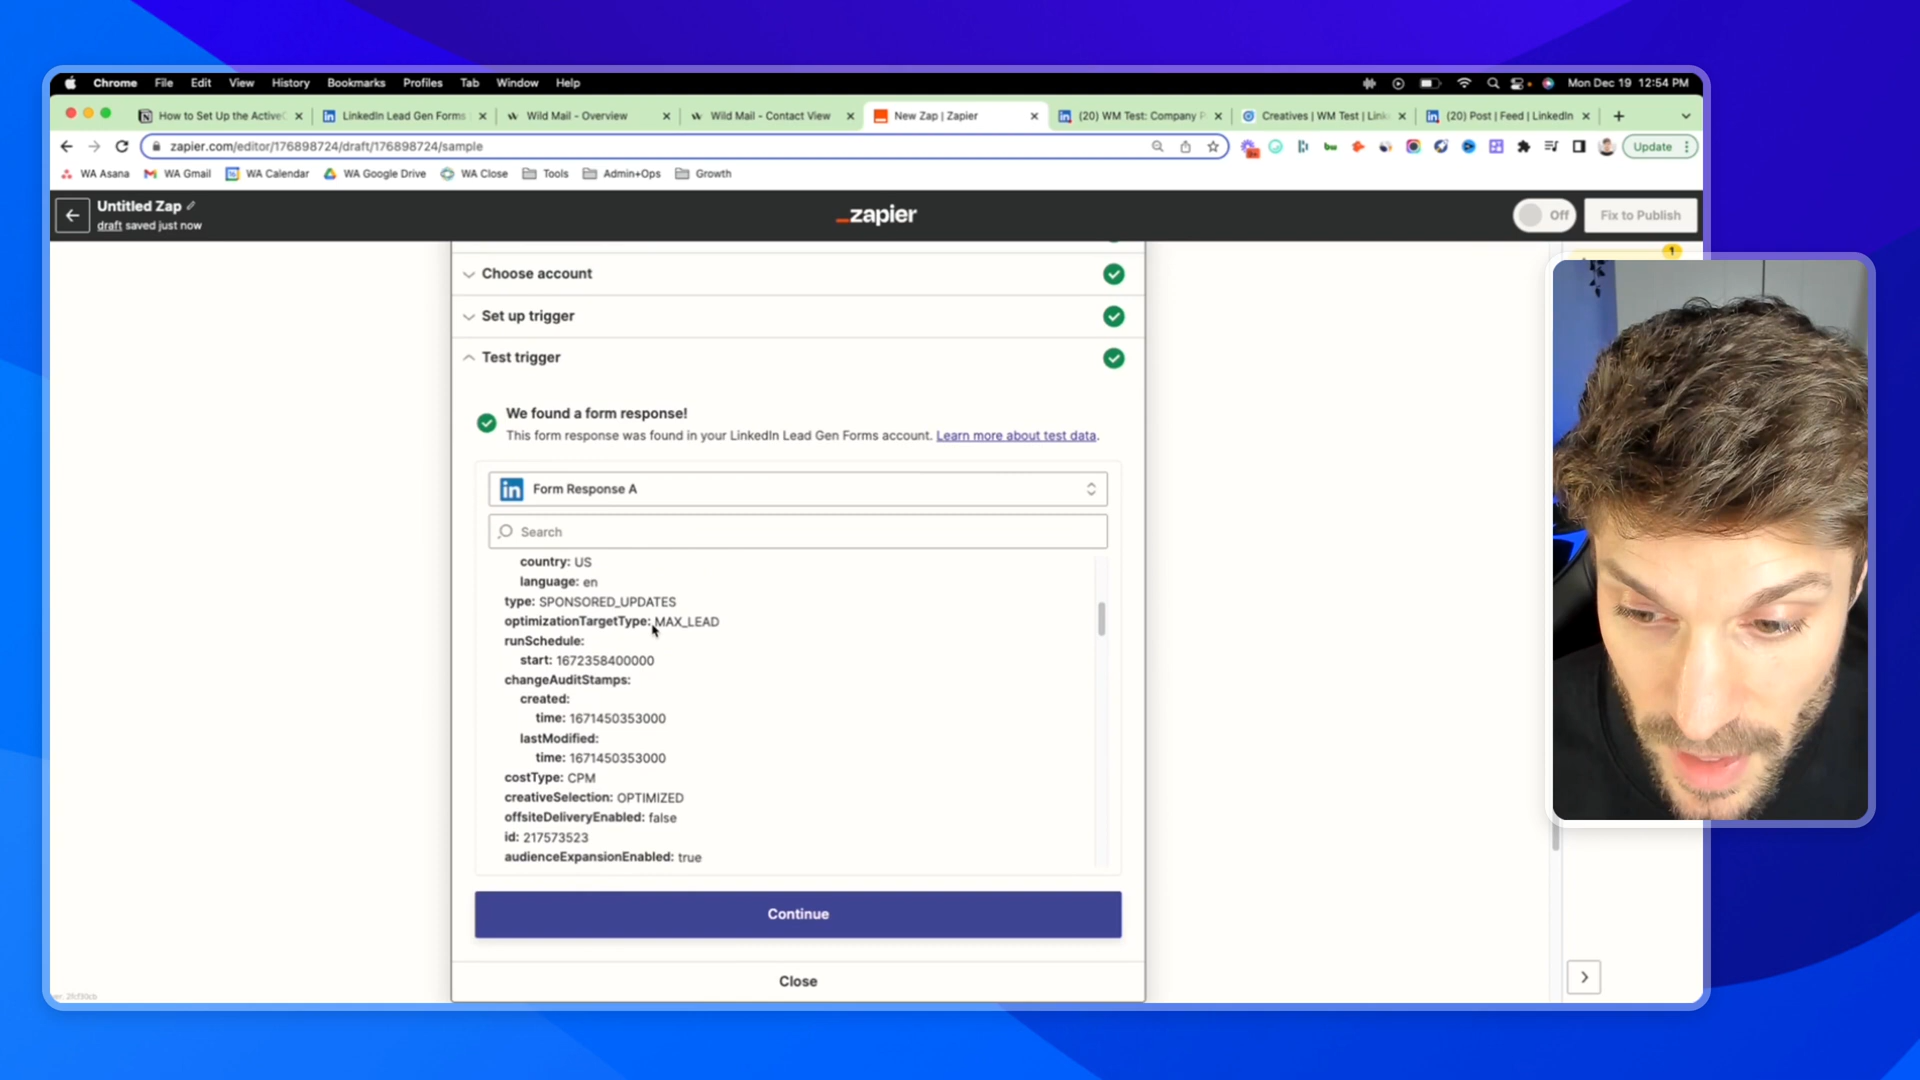 Chrome File Edit View History Bookmarks Profiles Tab Window Help Mon Dec 19 12:54 PM
How to Set Up the ActiveC LinkedIn Lead Gen Forms Wild Mail - Overview Wild Mail - Contact View New Zap | Zapier (20) WM Test: Company P Creatives | WM Test | Link (20) Post | Feed | LinkedIn
zapier.com/editor/176898724/draft/176898724/sample Update
WA Asana WA Gmail WA Calendar WA Google Drive WA Close Tools Admin+Ops Growth
Untitled Zap
draft saved just now
_zapier
Off Fix to Publish
1
Choose account
Set up trigger
Test trigger
We found a form response!
This form response was found in your LinkedIn Lead Gen Forms account. Learn more about test data.
in Form Response A
Search
country: US
language: en
type: SPONSORED_UPDATES
optimizationTargetType: MAX_LEAD
runSchedule:
start: 1672358400000
changeAuditStamps:
created:
time: 1671450353000
lastModified:
time: 1671450353000
costType: CPM
creativeSelection: OPTIMIZED
offsiteDeliveryEnabled: false
id: 217573523
audienceExpansionEnabled: true
Continue
Close